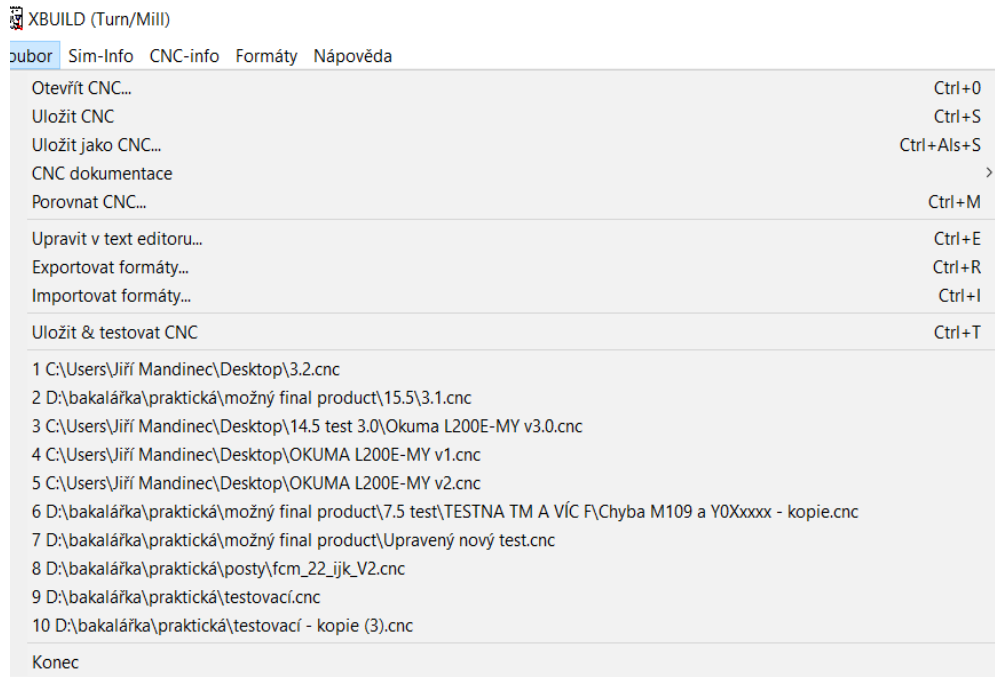 XBUILD (Turn/Mill)
oubor Sim-Info CNC-info Formáty Nápověda
Otevřít CNC... Ctrl+0
Uložit CNC Ctrl+S
Uložit jako CNC... Ctrl+Als+S
CNC dokumentace >
Porovnat CNC... Ctrl+M
Upravit v text editoru... Ctrl+E
Exportovat formáty... Ctrl+R
Importovat formáty... Ctrl+I
Uložit & testovat CNC Ctrl+T
1 C:\Users\Jiří Mandinec\Desktop\3.2.cnc
2 D:\bakalářka\praktická\možný final product\15.5\3.1.cnc
3 C:\Users\Jiří Mandinec\Desktop\14.5 test 3.0\Okuma L200E-MY v3.0.cnc
4 C:\Users\Jiří Mandinec\Desktop\OKUMA L200E-MY v1.cnc
5 C:\Users\Jiří Mandinec\Desktop\OKUMA L200E-MY v2.cnc
6 D:\bakalářka\praktická\možný final product\7.5 test\TESTNA TM A VÍC F\Chyba M109 a Y0Xxxxx - kopie.cnc
7 D:\bakalářka\praktická\možný final product\Upravený nový test.cnc
8 D:\bakalářka\praktická\posty\fcm_22_ijk_V2.cnc
9 D:\bakalářka\praktická\testovací.cnc
10 D:\bakalářka\praktická\testovací - kopie (3).cnc
Konec